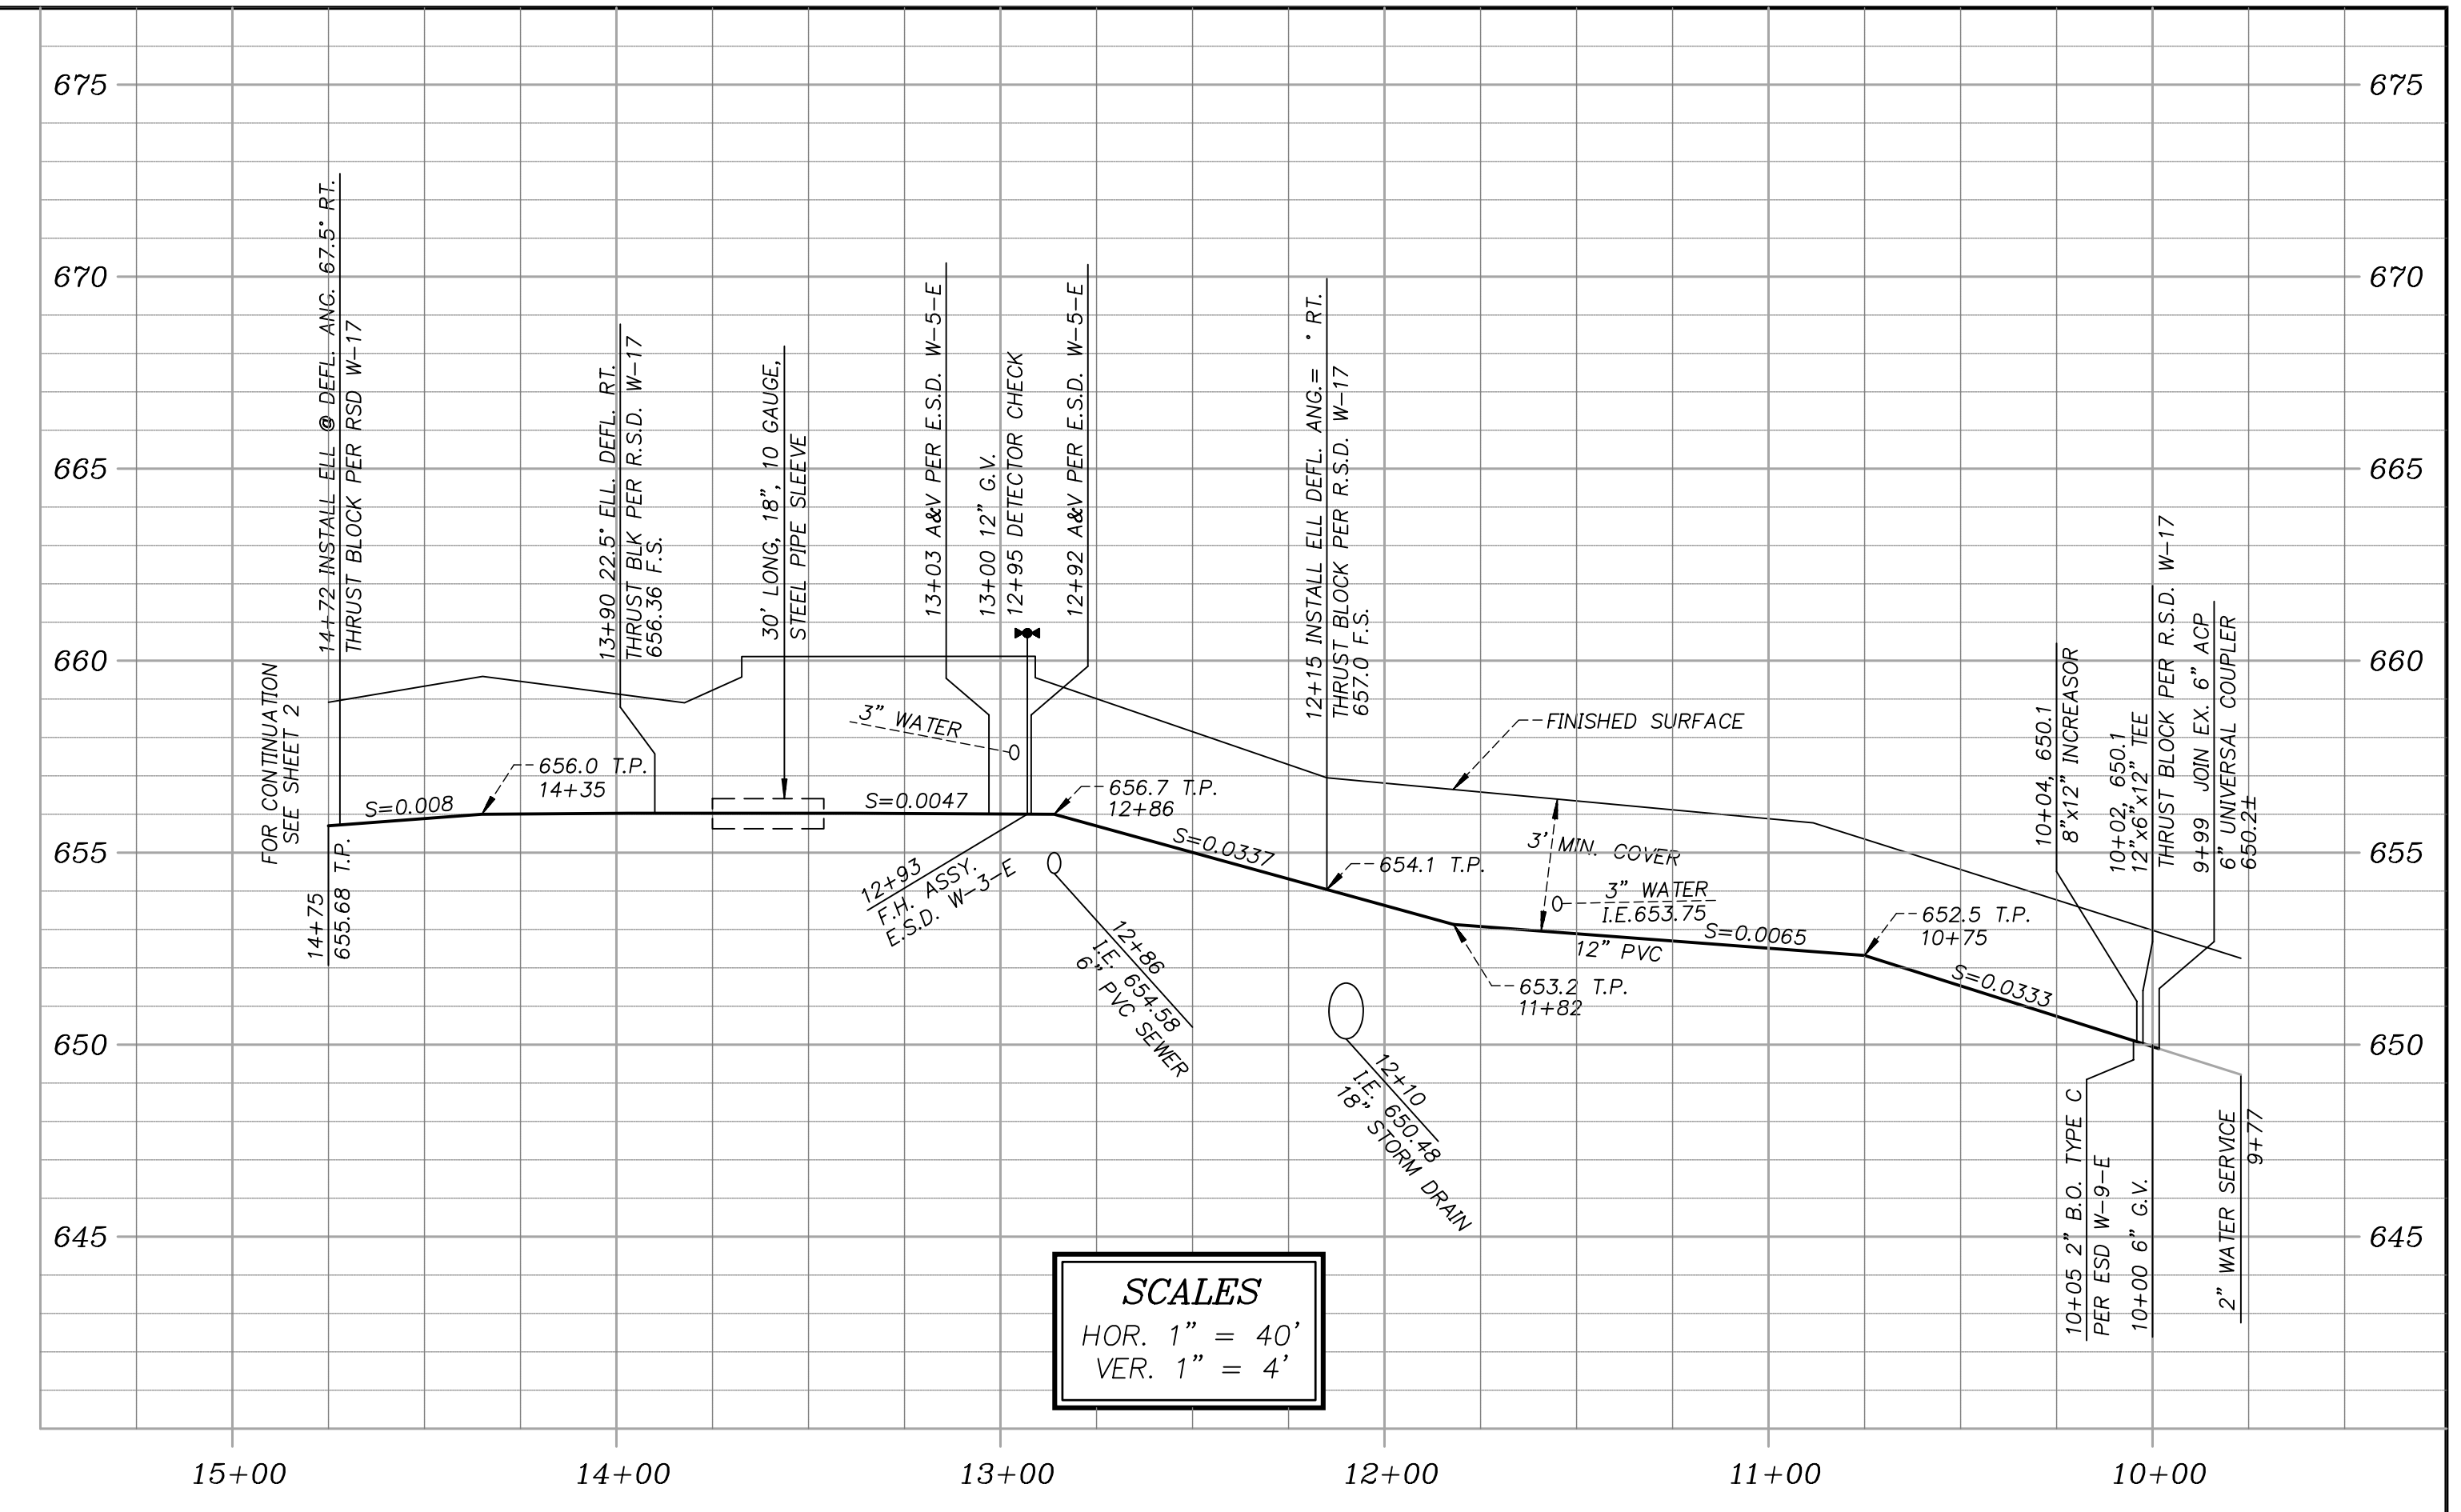 675
670
665
660
655
650
645
675
670
665
660
655
650
645
FOR CONTINUATION
SEE SHEET 2
14+72 INSTALL ELL @ DEFL. ANG. 67.5° RT.
THRUST BLOCK PER RSD W-17
14+75
655.68 T.P.
S=0.008
656.0 T.P.
14+35
13+90 22.5° ELL. DEFL. RT.
THRUST BLK PER R.S.D. W-17
656.36 F.S.
30' LONG, 18", 10 GAUGE,
STEEL PIPE SLEEVE
S=0.0047
3" WATER
13+03 A&V PER E.S.D. W-5-E
13+00 12" G.V.
12+95 DETECTOR CHECK
12+92 A&V PER E.S.D. W-5-E
12+93
F.H. ASSY.
E.S.D. W-3-E
656.7 T.P.
12+86
12+86
I.E. 654.58
6" PVC SEWER
S=0.0337
12+15 INSTALL ELL DEFL. ANG.= ° RT.
THRUST BLOCK PER R.S.D. W-17
657.0 F.S.
654.1 T.P.
12+10
I.E. 650.48
18" STORM DRAIN
FINISHED SURFACE
3' MIN. COVER
3" WATER
I.E.653.75
12" PVC
S=0.0065
653.2 T.P.
11+82
652.5 T.P.
10+75
S=0.0333
10+04, 650.1
8"x12" INCREASOR
10+02, 650.1
12"x6"x12" TEE
THRUST BLOCK PER R.S.D. W-17
9+99 JOIN EX. 6" ACP
6" UNIVERSAL COUPLER
650.2±
10+05 2" B.O. TYPE C
PER ESD W-9-E
10+00 6" G.V.
2" WATER SERVICE
9+77
SCALES
HOR. 1" = 40'
VER. 1" = 4'
15+00
14+00
13+00
12+00
11+00
10+00